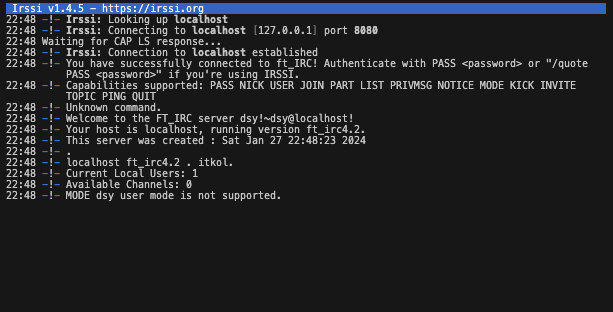 Irssi v1.4.5 - https://irssi.org
22:48 -!- Irssi: Looking up localhost
22:48 -!- Irssi: Connecting to localhost [127.0.0.1] port 8080
22:48 Waiting for CAP LS response...
22:48 -!- Irssi: Connection to localhost established
22:48 -!- You have successfully connected to ft_IRC! Authenticate with PASS <password> or "/quote
PASS <password>" if you're using IRSSI.
22:48 -!- Capabilities supported: PASS NICK USER JOIN PART LIST PRIVMSG NOTICE MODE KICK INVITE
TOPIC PING QUIT
22:48 -!- Unknown command.
22:48 -!- Welcome to the FT_IRC server dsy!~dsy@localhost!
22:48 -!- Your host is localhost, running version ft_irc4.2.
22:48 -!- This server was created : Sat Jan 27 22:48:23 2024
22:48 -!- .
22:48 -!- localhost ft_irc4.2 . itkol.
22:48 -!- Current Local Users: 1
22:48 -!- Available Channels: 0
22:48 -!- MODE dsy user mode is not supported.